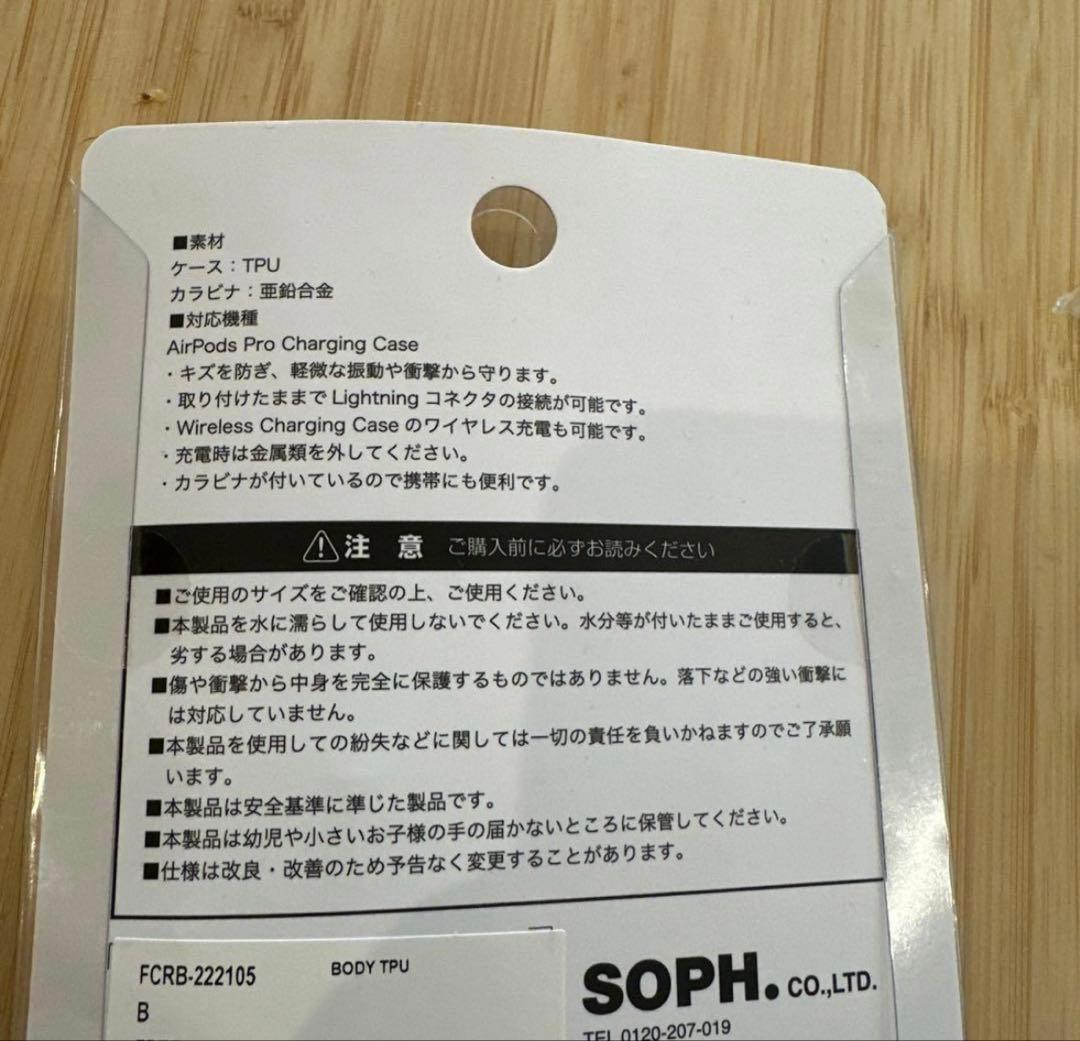 ■素材
ケース：TPU
カラビナ：亜鉛合金
■対応機種
AirPods Pro Charging Case
・キズを防ぎ、軽微な振動や衝撃から守ります。
・取り付けたままで Lightning コネクタの接続が可能です。
・Wireless Charging Case のワイヤレス充電も可能です。
・充電時は金属類を外してください。
・カラビナが付いているので携帯にも便利です。
⚠注 意 ご購入前に必ずお読みください
■ご使用のサイズをご確認の上、ご使用ください。
■本製品を水に濡らして使用しないでください。水分等が付いたままご使用すると、
劣する場合があります。
■傷や衝撃から中身を完全に保護するものではありません。落下などの強い衝撃に
は対応していません。
■本製品を使用しての紛失などに関しては一切の責任を負いかねますのでご了承願
います。
■本製品は安全基準に準じた製品です。
■本製品は幼児や小さいお子様の手の届かないところに保管してください。
■仕様は改良・改善のため予告なく変更することがあります。
FCRB-222105 BODY TPU
B
SOPH. CO.,LTD.
TEL 0120-207-019